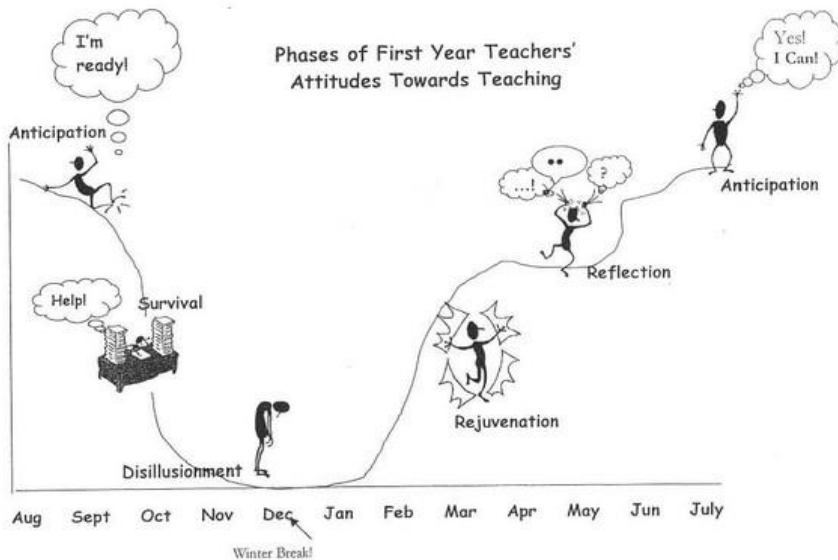 I'm
ready!
Phases of First Year Teachers'
Attitudes Towards Teaching
Yes!
I Can!
Anticipation
...!
••
?
Anticipation
Reflection
Help!
Survival
Rejuvenation
Disillusionment
Aug Sept Oct Nov Dec Jan Feb Mar Apr May Jun July
Winter Break!